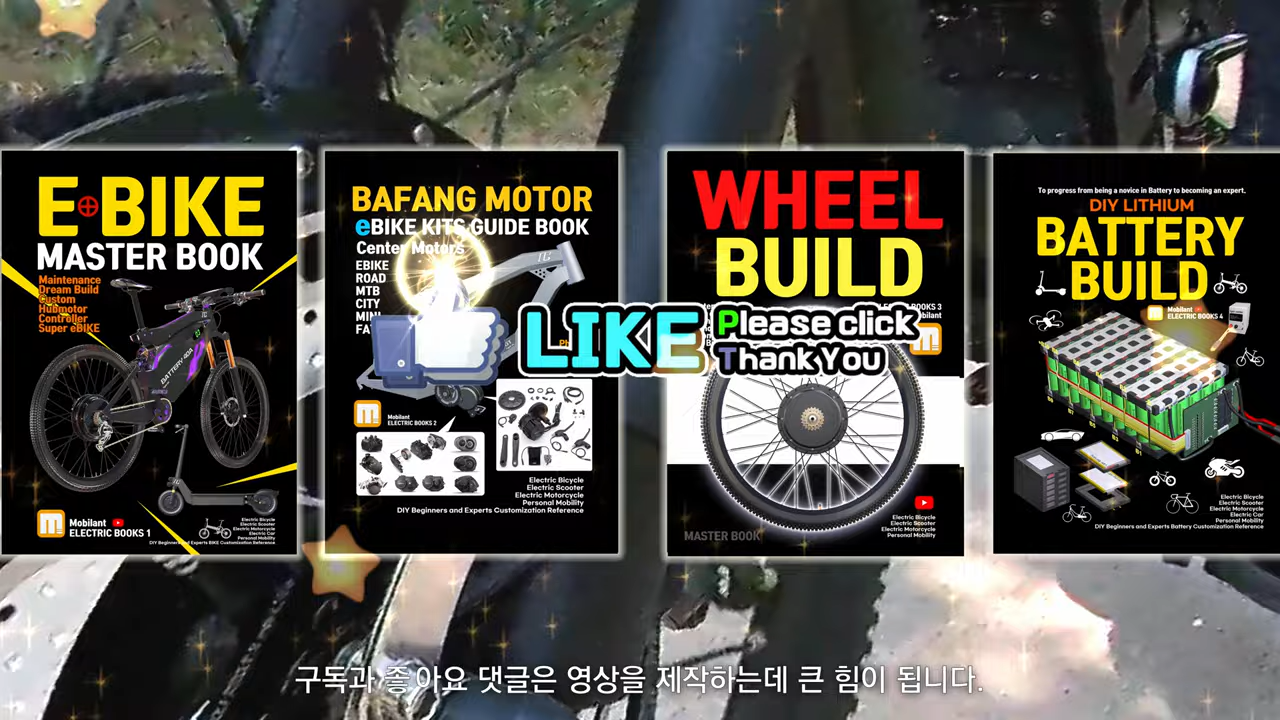 E-BIKE
MASTER BOOK
Maintenance
Dream Build
Custom
Hubmotor
Controller
Super eBIKE
BATTERY 40A
Mobilant
ELECTRIC BOOKS 1
Electric Bicycle
Electric Scooter
Electric Motorcycle
Electric Car
Personal Mobility
DIY Beginners and Experts BIKE Customization Reference
BAFANG MOTOR
eBIKE KITS GUIDE BOOK
Center Motors
EBIKE
ROAD
MTB
CITY
MINI
Mobilant
ELECTRIC BOOKS 2
Electric Bicycle
Electric Scooter
Electric Motorcycle
Personal Mobility
DIY Beginners and Experts Customization Reference
WHEEL
BUILD
LIKE
Please click
Thank You
MASTER BOOK
Electric Bicycle
Electric Scooter
Electric Motorcycle
Personal Mobility
To progress from being a novice in Battery to becoming an expert.
DIY LITHIUM
BATTERY
BUILD
Mobilant
ELECTRIC BOOKS 4
Electric Bicycle
Electric Scooter
Electric Motorcycle
Electric Car
Personal Mobility
DIY Beginners and Experts Battery Customization Reference
구독과 좋아요 댓글은 영상을 제작하는데 큰 힘이 됩니다.